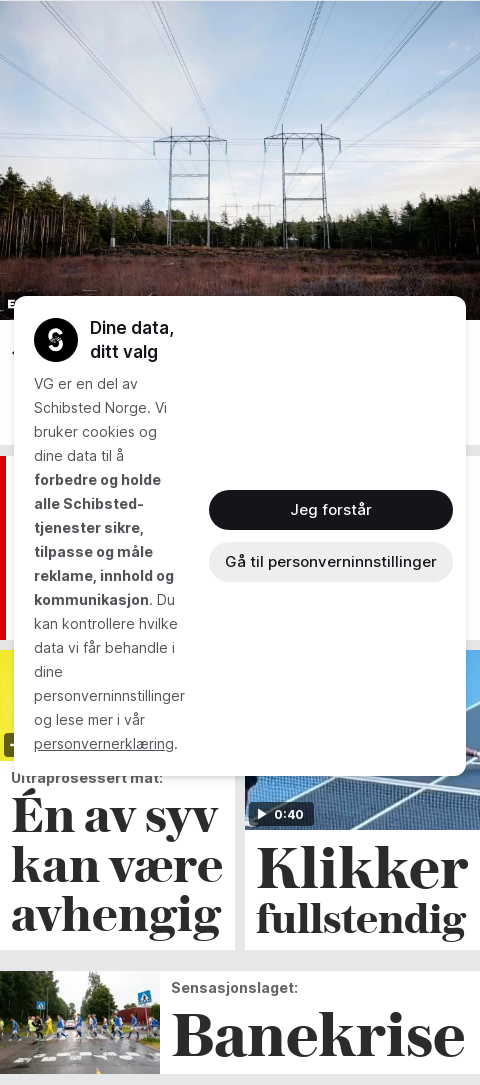 Dine data,
ditt valg
VG er en del av
Schibsted Norge. Vi
bruker cookies og
dine data til å
forbedre og holde
alle Schibsted-
tjenester sikre,
tilpasse og måle
reklame, innhold og
kommunikasjon. Du
kan kontrollere hvilke
data vi får behandle i
dine
personverninnstillinger
og lese mer i vår
personvernerklæring.
Jeg forstår
Gå til personverninnstillinger
Ultraprosessert mat:
Én av syv
kan være
avhengig
0:40
Klikker
fullstendig
Sensasjonslaget:
Banekrise